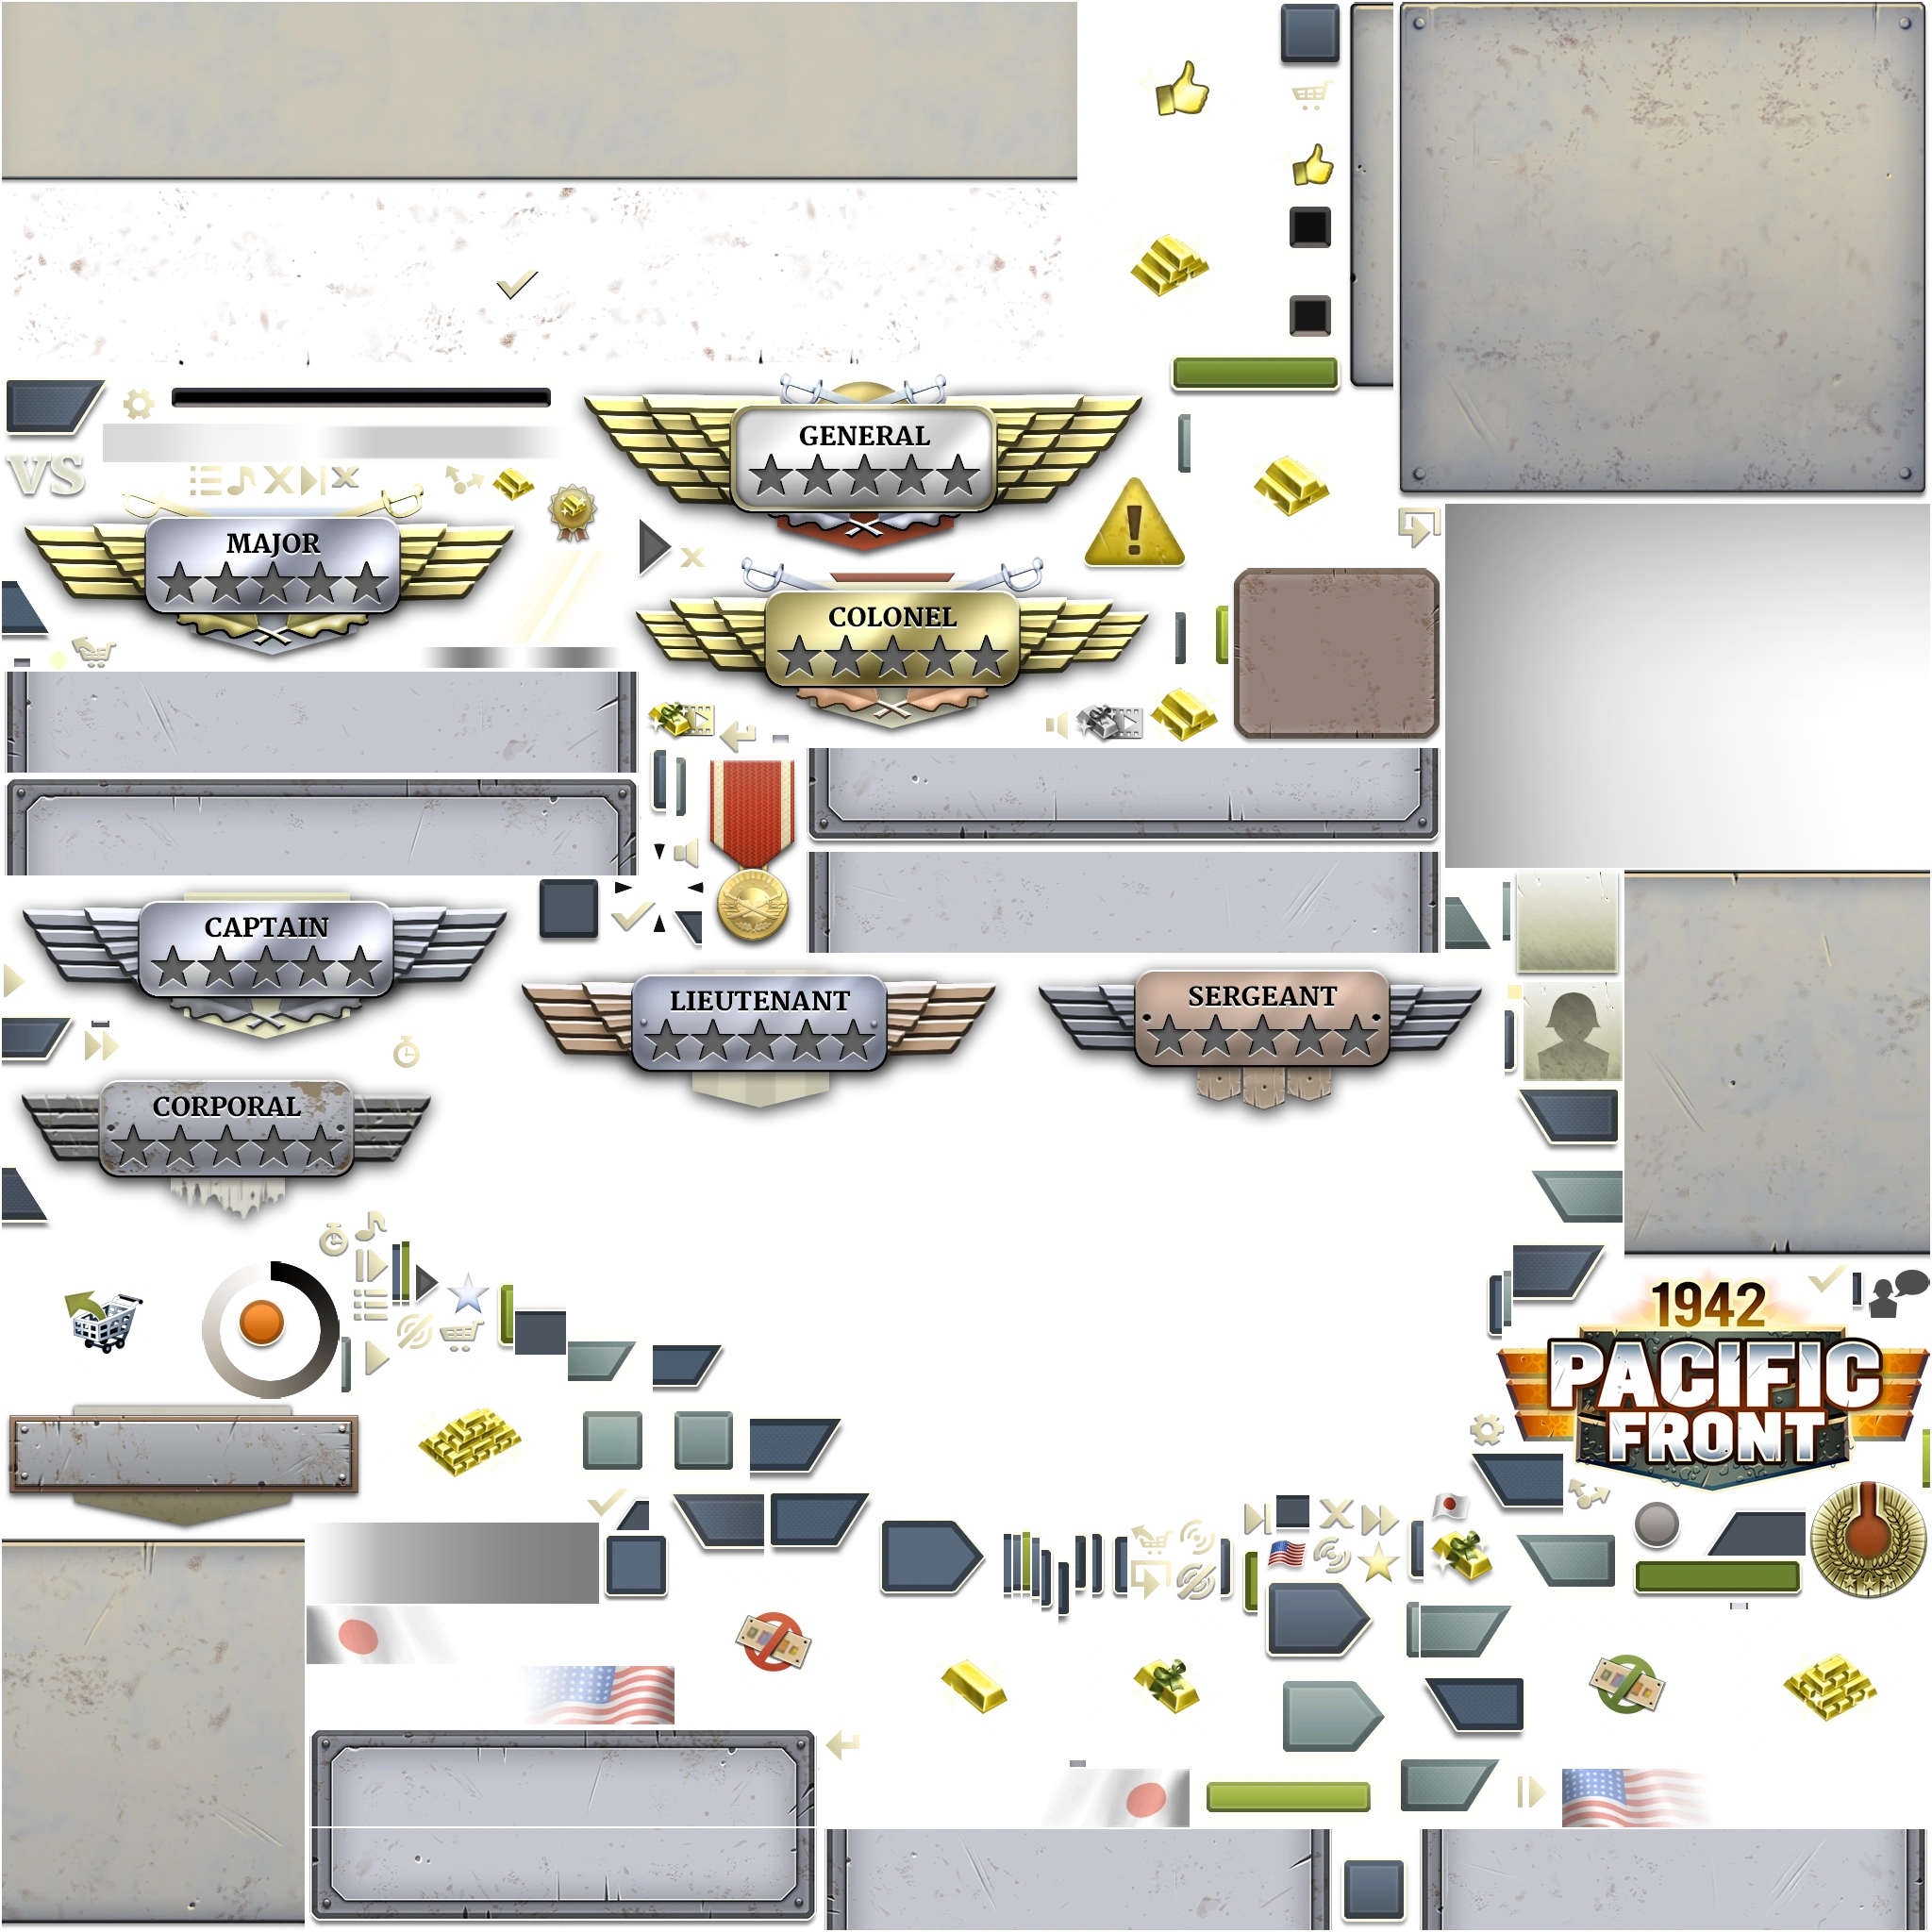 GENERAL
VS
MAJOR
COLONEL
CAPTAIN
LIEUTENANT
SERGEANT
CORPORAL
1942
PACIFIC
FRONT